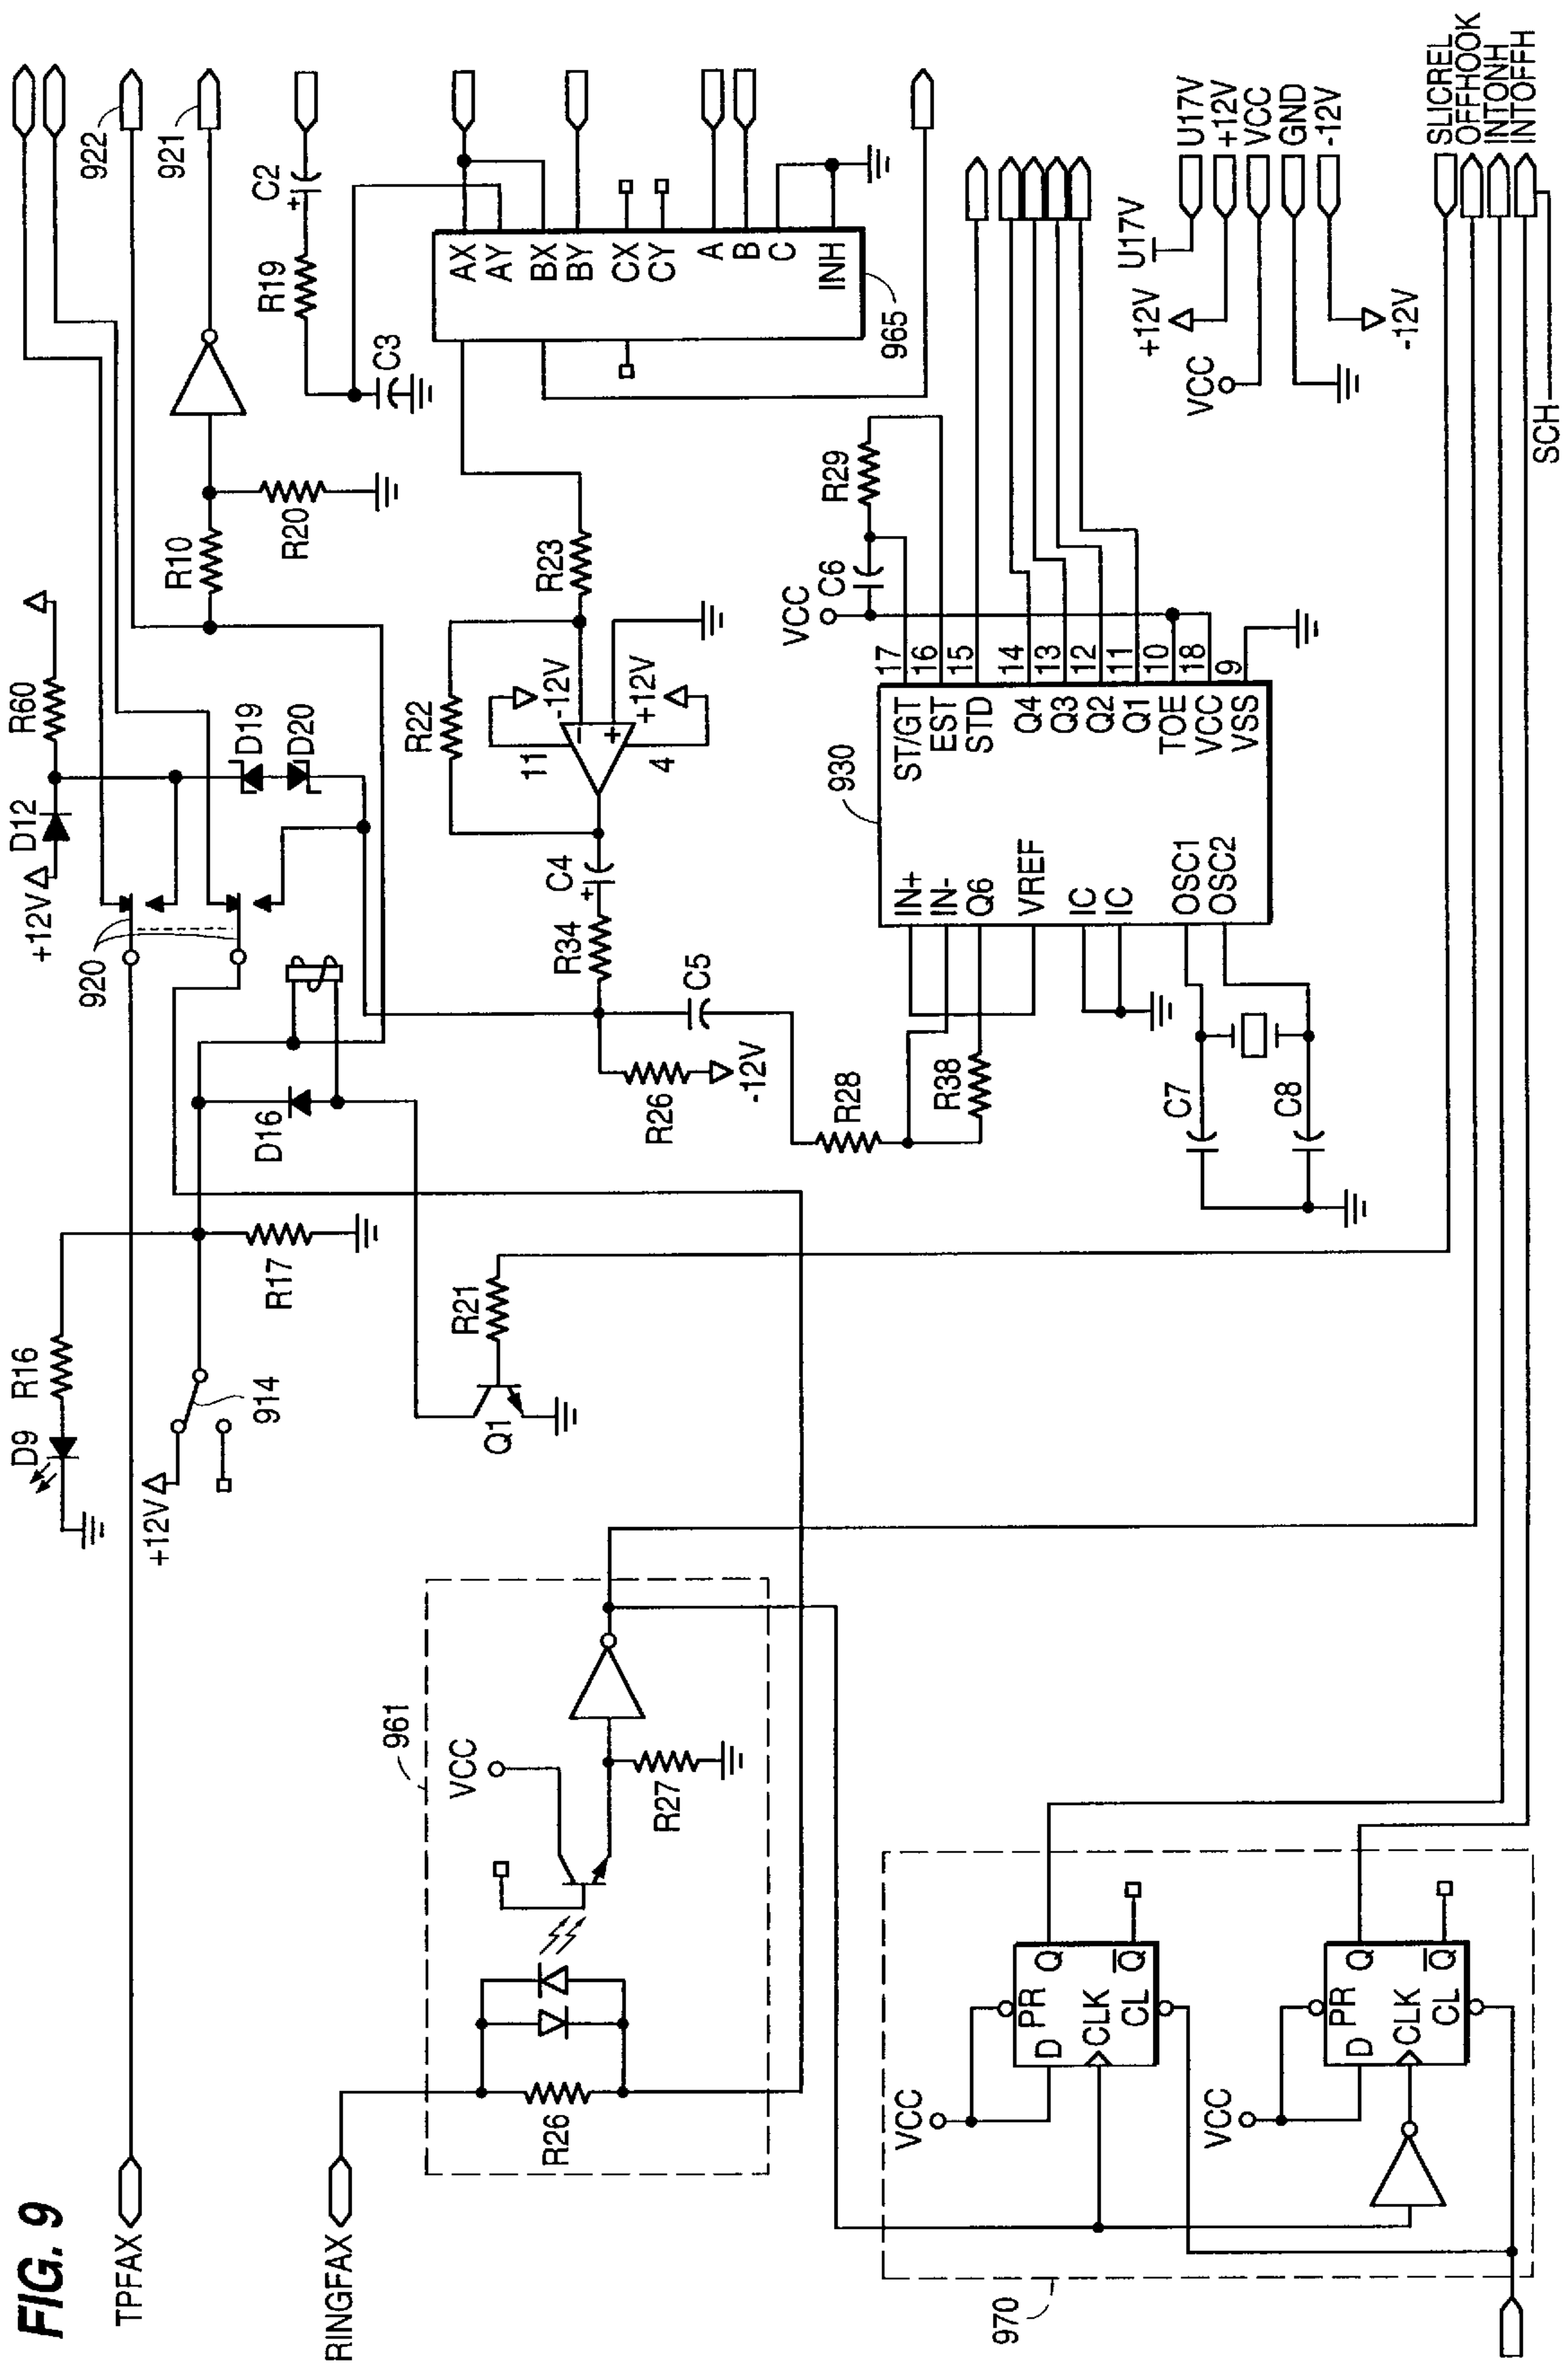 FIG. 9
TPFAX
RINGFAX
922
921
C2
R19
C3
R10
R20
R60
D12
+12V
D19
D20
920
D16
R17
R16
D9
914
+12V
AX
AY
BX
BY
CX
CY
A
B
C
INH
965
R23
R22
-12V
+12V
11
4
-
+
C4
+
R34
C5
R26
-12V
R28
R38
R21
Q1
+
VCC
C6
R29
17
16
15
14
13
12
11
10
18
9
930
ST/GT
EST
STD
Q4
Q3
Q2
Q1
TOE
VCC
VSS
IN+
IN-
Q6
VREF
IC
IC
OSC1
OSC2
C7
C8
U17V
+12V
VCC
-12V
U17V
+12V
VCC
GND
-12V
SLICREL
OFFHOOK
INTONH
INTOFFH
SCH
961
VCC
R27
R26
970
VCC
PR
D
Q
CLK
CL
Q
VCC
PR
D
Q
CLK
CL
Q